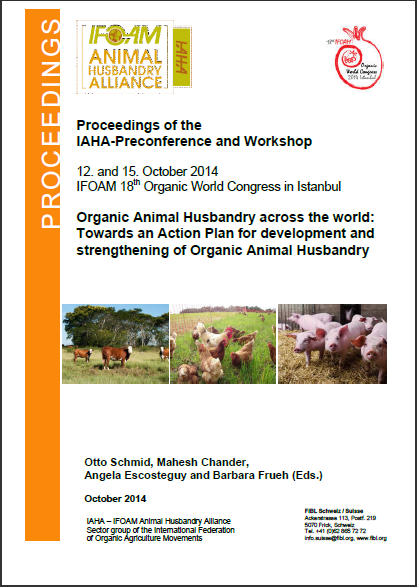 PROCEEDINGS
IFOAM
ANIMAL
HUSBANDRY
ALLIANCE
IAHA
Organic
World Congress
2014 Istanbul
Proceedings of the
IAHA-Preconference and Workshop
12. and 15. October 2014
IFOAM 18th Organic World Congress in Istanbul
Organic Animal Husbandry across the world:
Towards an Action Plan for development and
strengthening of Organic Animal Husbandry
Otto Schmid, Mahesh Chander,
Angela Escosteguy and Barbara Frueh (Eds.)
October 2014
IAHA – IFOAM Animal Husbandry Alliance
Sector group of the International Federation
of Organic Agriculture Movements
FIBL Schweiz / Suisse
Ackerstrasse 113, Postf. 219
5070 Frick, Schweiz
Tel. +41 (0)62 865 72 72
info.suisse@fibl.org, www.fibl.org